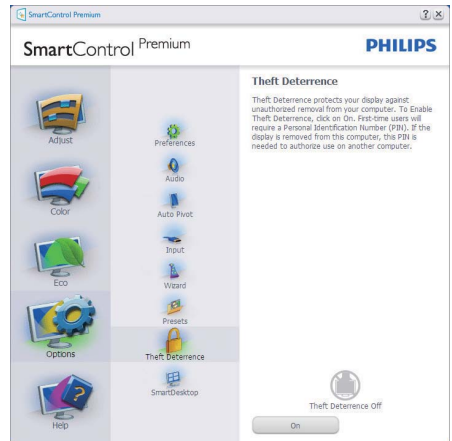 SmartControl Premium
SmartControl Premium
PHILIPS
Adjust
Color
Eco
Options
Help
Preferences
Audio
Auto Pivot
Input
Wizard
Presets
Theft Deterrence
SmartDesktop
Theft Deterrence
Theft Deterrence protects your display against
unauthorized removal from your computer. To Enable
Theft Deterrence, click on On. First-time users will
require a Personal Identification Number (PIN). If the
display is removed from this computer, this PIN is
needed to authorize use on another computer.
Theft Deterrence Off
On